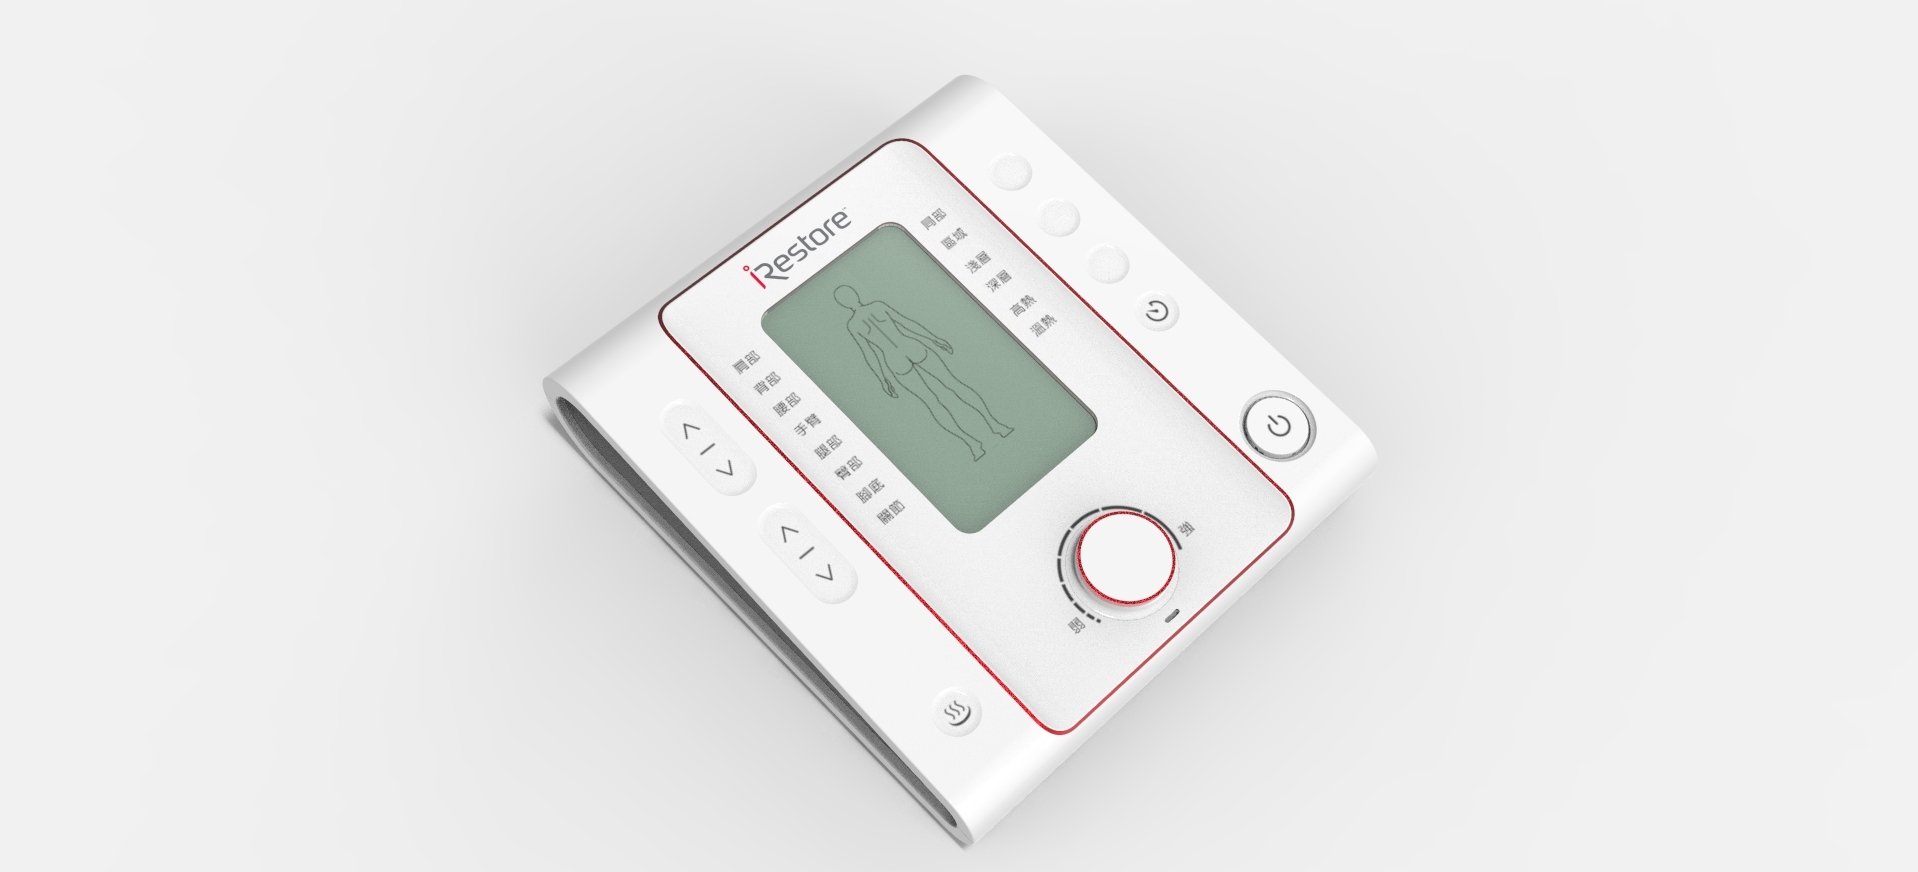 iRestore™
肩部
背部
腰部
手臂
腿部
臀部
腳底
關節
局部
區域
淺層
深層
高熱
溫熱
強
弱